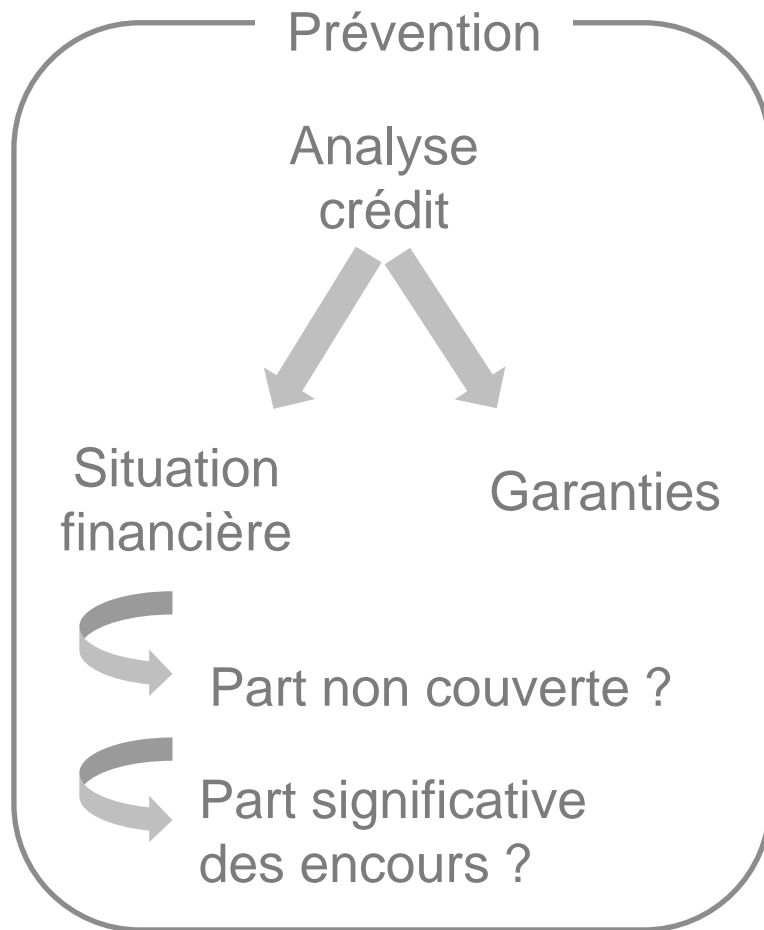 Prévention
Analyse
crédit
Situation
financière
Garanties
Part non couverte ?
Part significative
des encours ?